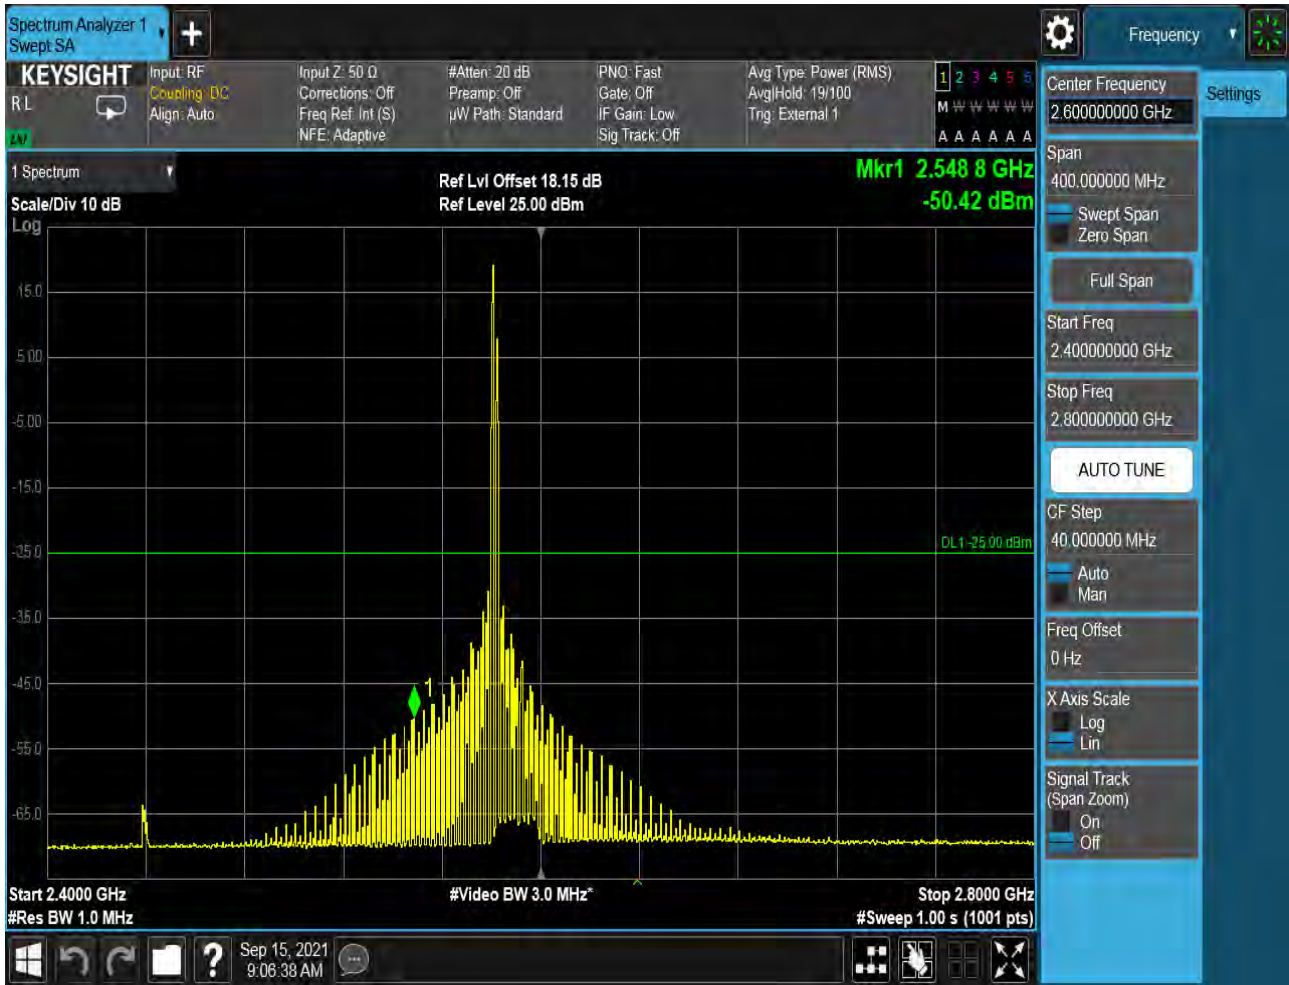 Spectrum Analyzer 1
Swept SA
Frequency
KEYSIGHT
R L
LNI
Input: RF
Coupling: DC
Align: Auto
Input Z: 50 Ω
Corrections: Off
Freq Ref: Int (S)
NFE: Adaptive
#Atten: 20 dB
Preamp: Off
µW Path: Standard
PNO: Fast
Gate: Off
IF Gain: Low
Sig Track: Off
Avg Type: Power (RMS)
Avg|Hold: 19/100
Trig: External 1
1 2 3 4 5 6
M W W W W W
A A A A A A
1 Spectrum
Scale/Div 10 dB
Log
Ref Lvl Offset 18.15 dB
Ref Level 25.00 dBm
Mkr1 2.548 8 GHz
-50.42 dBm
15.0
5.00
-5.00
-15.0
-25.0
DL1 -25.00 dBm
-35.0
-45.0
1
-55.0
-65.0
Start 2.4000 GHz
#Res BW 1.0 MHz
#Video BW 3.0 MHz*
Stop 2.8000 GHz
#Sweep 1.00 s (1001 pts)
Center Frequency
2.600000000 GHz
Settings
Span
400.000000 MHz
Swept Span
Zero Span
Full Span
Start Freq
2.400000000 GHz
Stop Freq
2.800000000 GHz
AUTO TUNE
CF Step
40.000000 MHz
Auto
Man
Freq Offset
0 Hz
X Axis Scale
Log
Lin
Signal Track
(Span Zoom)
On
Off
?
Sep 15, 2021
9:06:38 AM